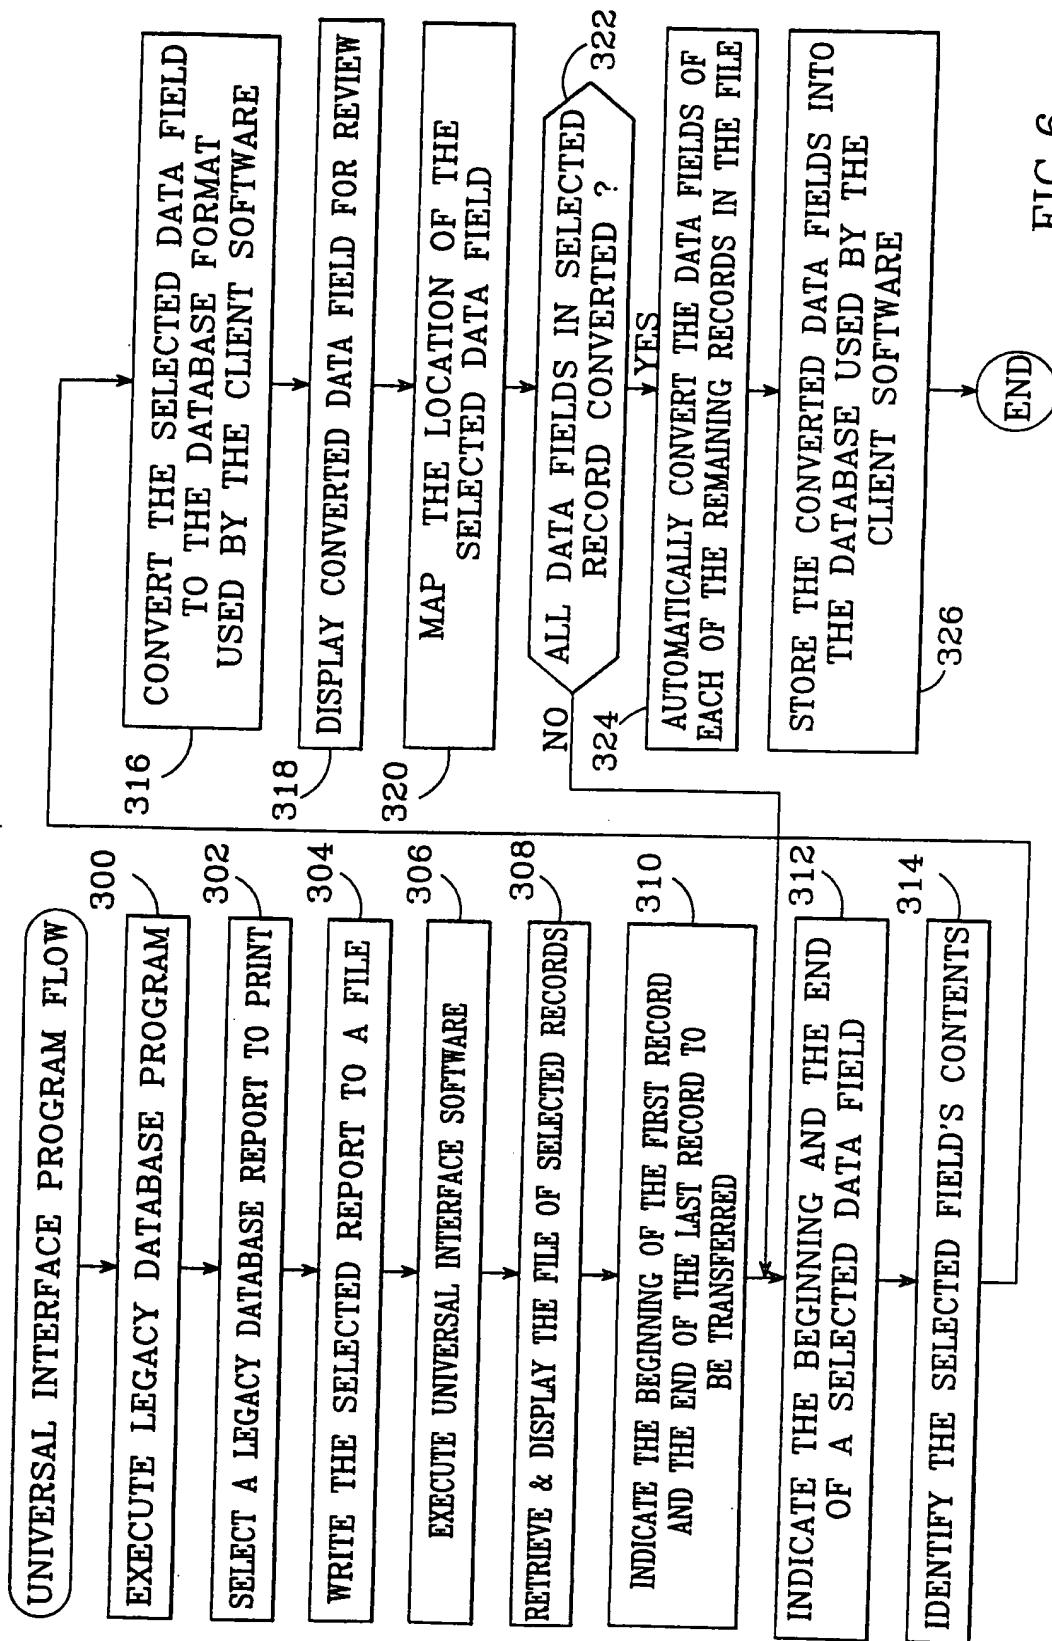 UNIVERSAL INTERFACE PROGRAM FLOW
300
EXECUTE LEGACY DATABASE PROGRAM
302
SELECT A LEGACY DATABASE REPORT TO PRINT
304
WRITE THE SELECTED REPORT TO A FILE
306
EXECUTE UNIVERSAL INTERFACE SOFTWARE
308
RETRIEVE & DISPLAY THE FILE OF SELECTED RECORDS
310
INDICATE THE BEGINNING OF THE FIRST RECORD
AND THE END OF THE LAST RECORD TO
BE TRANSFERRED
312
INDICATE THE BEGINNING AND THE END
OF A SELECTED DATA FIELD
314
IDENTIFY THE SELECTED FIELD'S CONTENTS
316
CONVERT THE SELECTED DATA FIELD
TO THE DATABASE FORMAT
USED BY THE CLIENT SOFTWARE
318
DISPLAY CONVERTED DATA FIELD FOR REVIEW
320
MAP THE LOCATION OF THE
SELECTED DATA FIELD
322
NO
ALL DATA FIELDS IN SELECTED
RECORD CONVERTED ?
YES
324
AUTOMATICALLY CONVERT THE DATA FIELDS OF
EACH OF THE REMAINING RECORDS IN THE FILE
STORE THE CONVERTED DATA FIELDS INTO
THE DATABASE USED BY THE
CLIENT SOFTWARE
326
END
FIG. 6